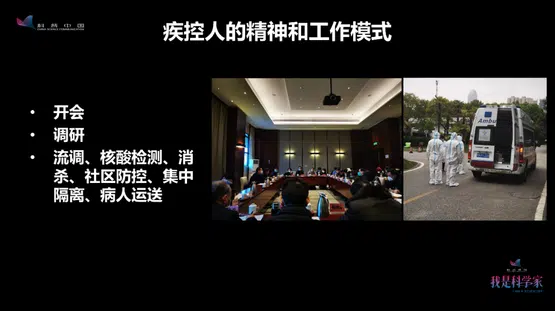 科普中国
疾控人的精神和工作模式
• 开会
• 调研
• 流调、核酸检测、消
杀、社区防控、集中
隔离、病人运送
Ambu
我是科学家